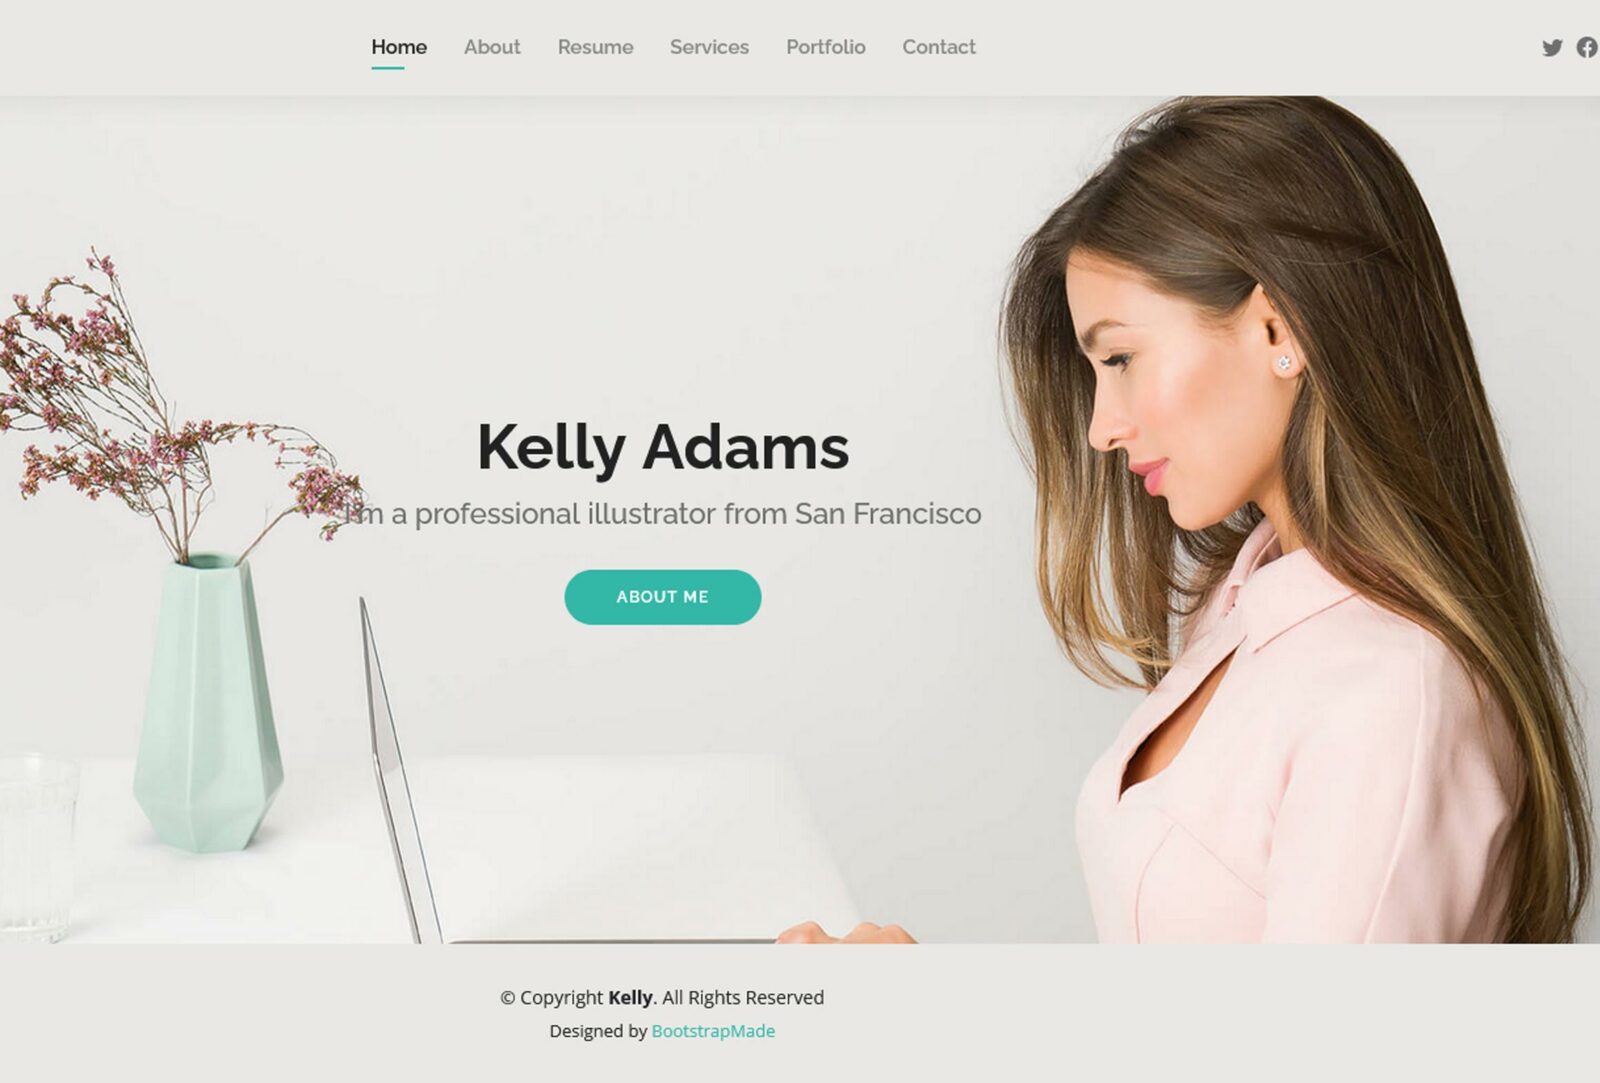 Home About Resume Services Portfolio Contact
Kelly Adams
I'm a professional illustrator from San Francisco
ABOUT ME
© Copyright Kelly. All Rights Reserved
Designed by BootstrapMade